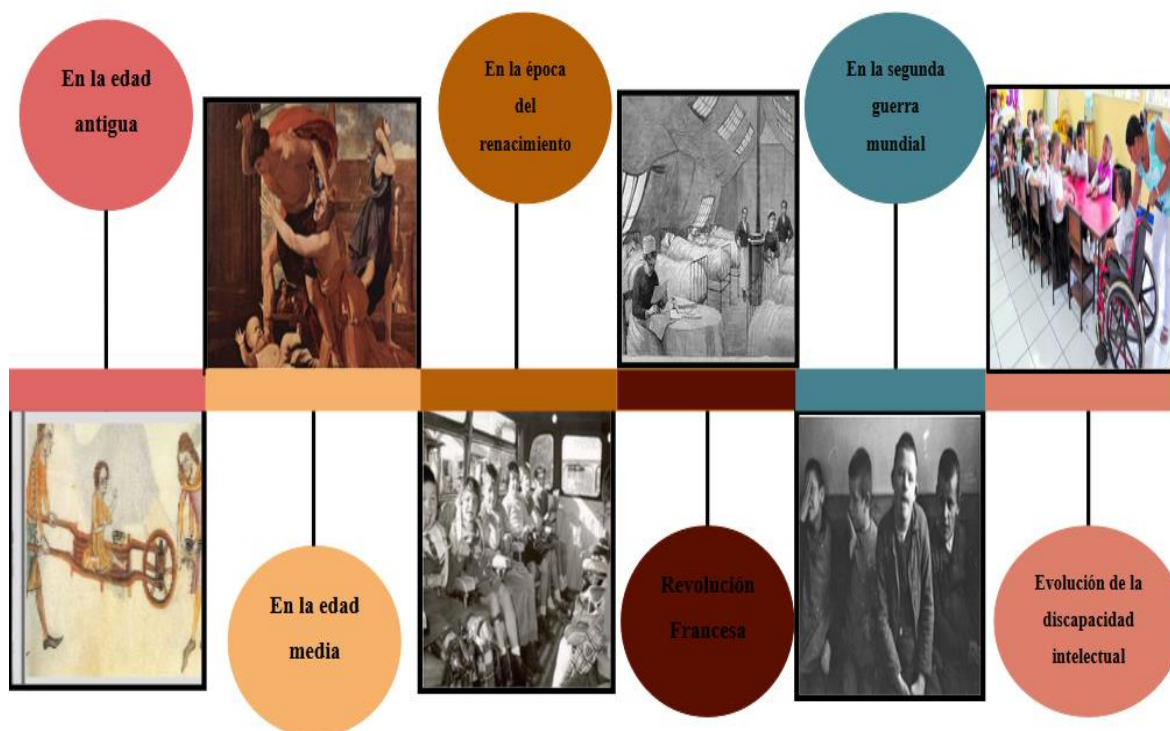 En la edad
antigua
En la edad
media
En la época
del
renacimiento
Revolución
Francesa
En la segunda
guerra
mundial
Evolución de la
discapacidad
intelectual